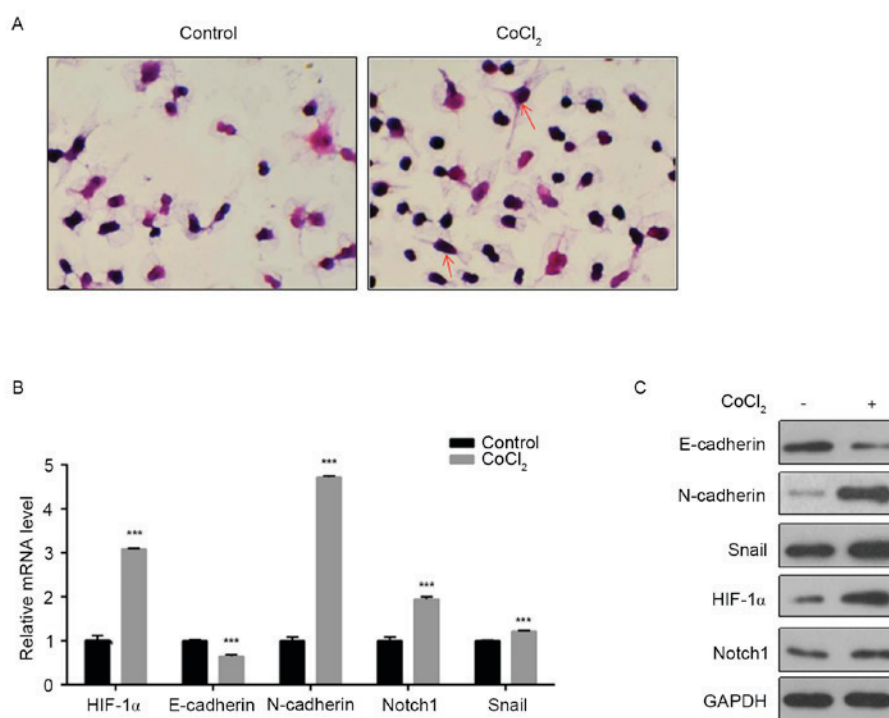 A
Control
CoCl₂
B
Control
CoCl₂
Relative mRNA level
5
4
3
2
1
0
***
***
***
***
***
HIF-1α E-cadherin N-cadherin Notch1 Snail
C
CoCl₂ - +
E-cadherin
N-cadherin
Snail
HIF-1α
Notch1
GAPDH